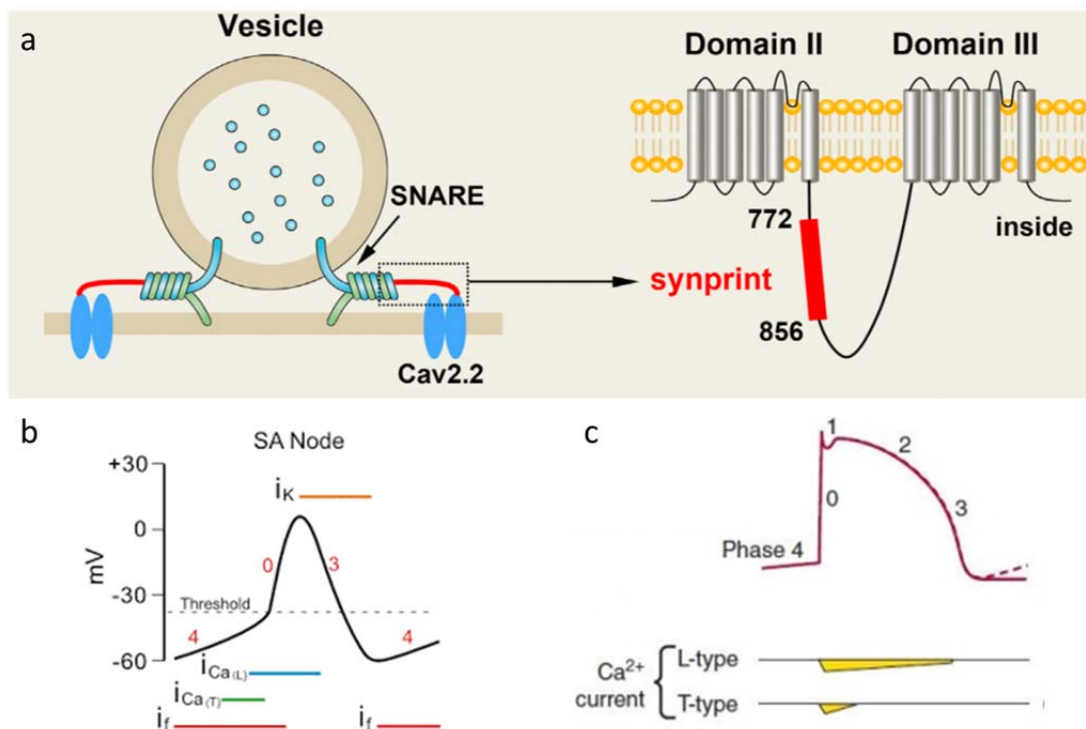 a
Vesicle
SNARE
Cav2.2
Domain II
Domain III
772
inside
synprint
856
b
SA Node
+30
0
-30
-60
mV
iK
0
3
Threshold
4
4
iCa(L)
iCa(T)
if
if
c
1
2
0
3
Phase 4
Ca2+
current
L-type
T-type